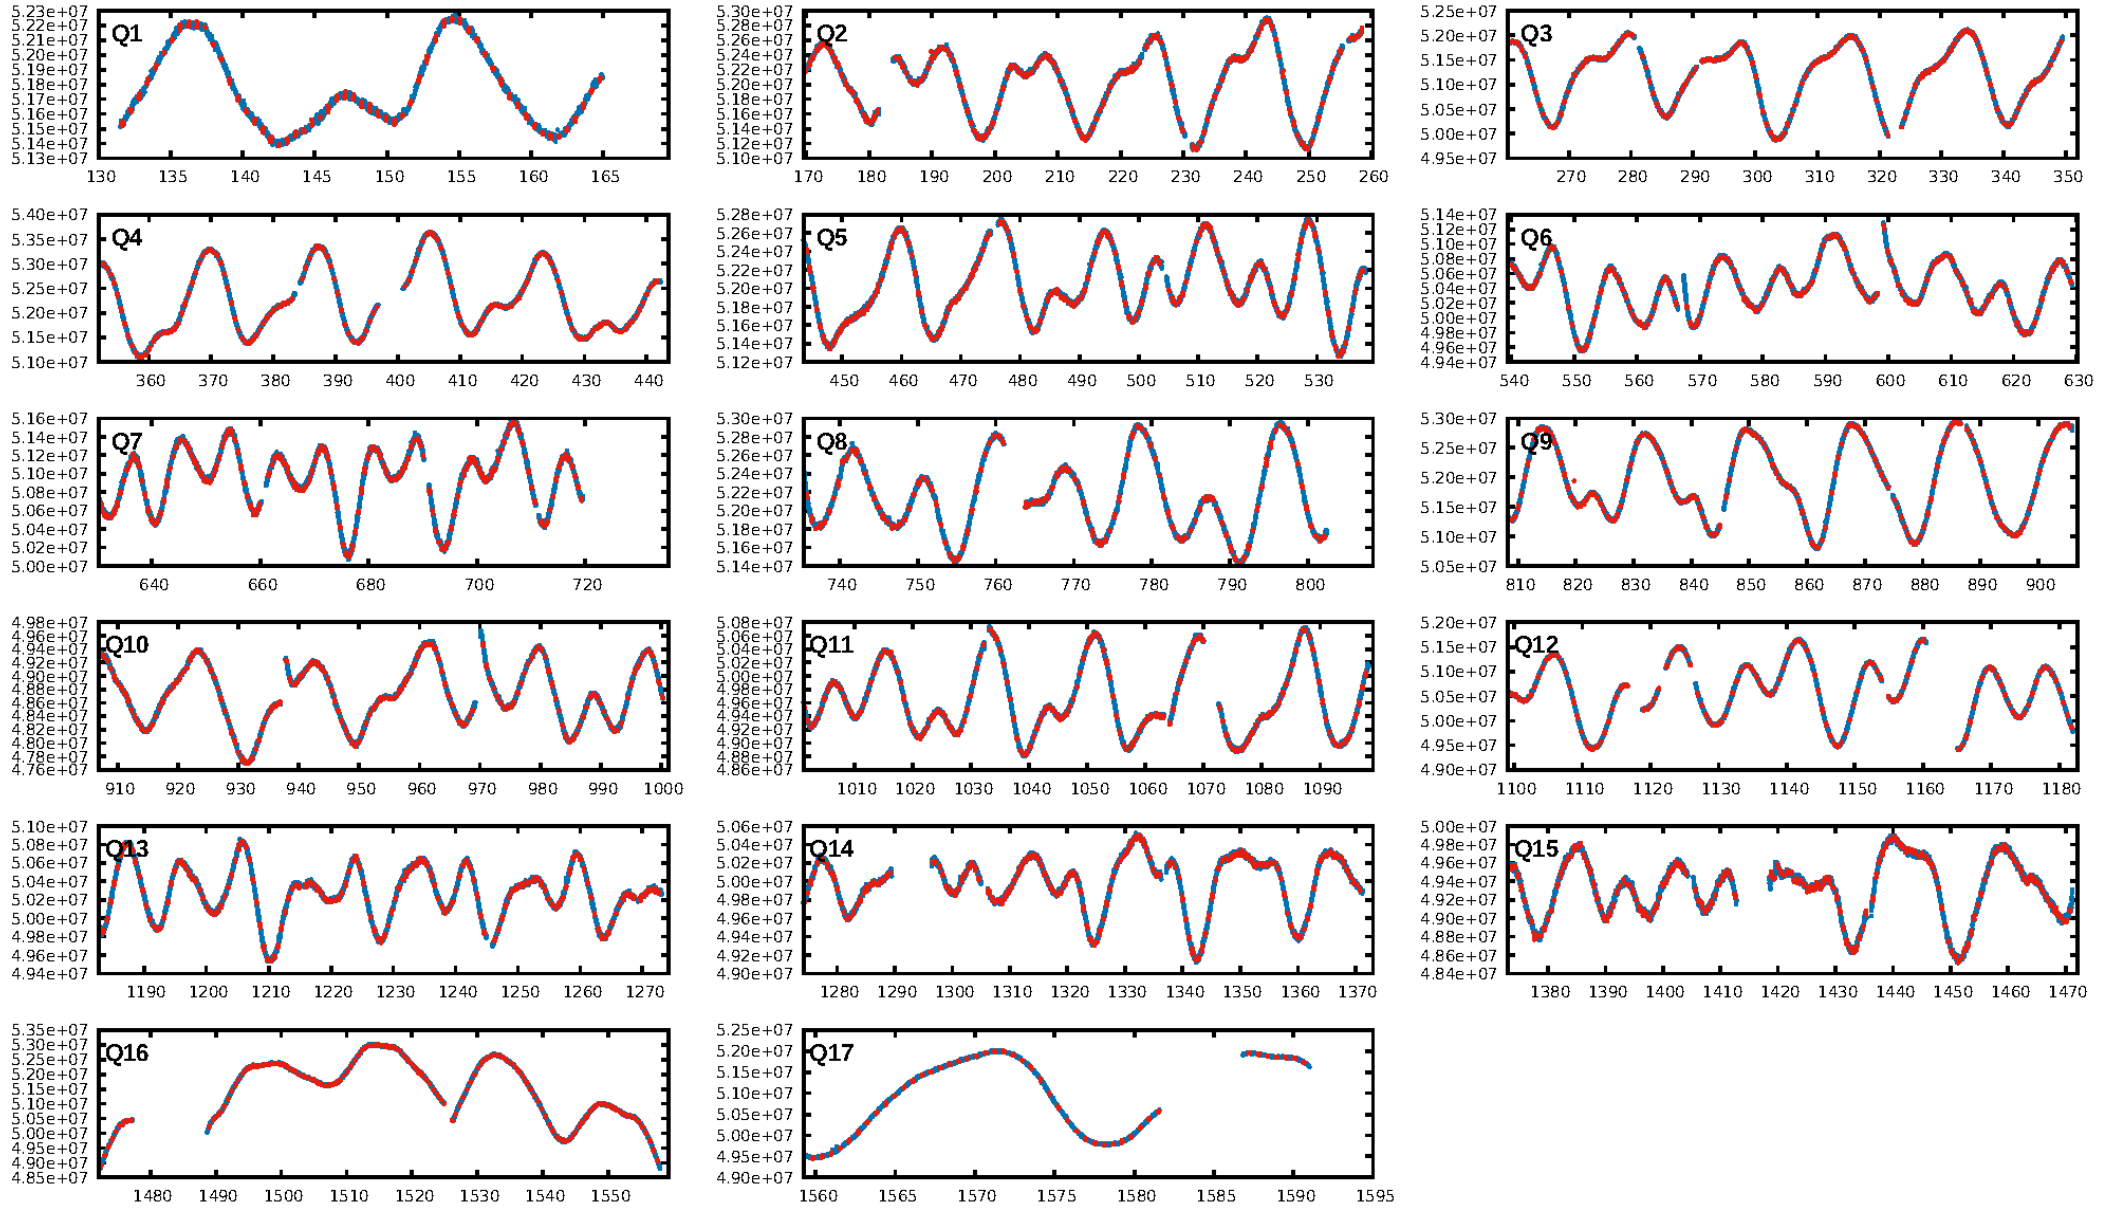 5.23e+07
5.22e+07
5.21e+07
5.20e+07
5.19e+07
5.18e+07
5.17e+07
5.16e+07
5.15e+07
5.14e+07
5.13e+07
Q1
130 135 140 145 150 155 160 165
5.30e+07
5.28e+07
5.26e+07
5.24e+07
5.22e+07
5.20e+07
5.18e+07
5.16e+07
5.14e+07
5.12e+07
5.10e+07
Q2
170 180 190 200 210 220 230 240 250 260
5.25e+07
5.20e+07
5.15e+07
5.10e+07
5.05e+07
5.00e+07
4.95e+07
Q3
270 280 290 300 310 320 330 340 350
5.40e+07
5.35e+07
5.30e+07
5.25e+07
5.20e+07
5.15e+07
5.10e+07
Q4
360 370 380 390 400 410 420 430 440
5.28e+07
5.26e+07
5.24e+07
5.22e+07
5.20e+07
5.18e+07
5.16e+07
5.14e+07
5.12e+07
Q5
450 460 470 480 490 500 510 520 530
5.14e+07
5.12e+07
5.10e+07
5.08e+07
5.06e+07
5.04e+07
5.02e+07
5.00e+07
4.98e+07
4.96e+07
4.94e+07
Q6
540 550 560 570 580 590 600 610 620 630
5.16e+07
5.14e+07
5.12e+07
5.10e+07
5.08e+07
5.06e+07
5.04e+07
5.02e+07
5.00e+07
Q7
640 660 680 700 720
5.30e+07
5.28e+07
5.26e+07
5.24e+07
5.22e+07
5.20e+07
5.18e+07
5.16e+07
5.14e+07
Q8
740 750 760 770 780 790 800
5.30e+07
5.25e+07
5.20e+07
5.15e+07
5.10e+07
5.05e+07
Q9
810 820 830 840 850 860 870 880 890 900
4.98e+07
4.96e+07
4.94e+07
4.92e+07
4.90e+07
4.88e+07
4.86e+07
4.84e+07
4.82e+07
4.80e+07
4.78e+07
4.76e+07
Q10
910 920 930 940 950 960 970 980 990 1000
5.08e+07
5.06e+07
5.04e+07
5.02e+07
5.00e+07
4.98e+07
4.96e+07
4.94e+07
4.92e+07
4.90e+07
4.88e+07
4.86e+07
Q11
1010 1020 1030 1040 1050 1060 1070 1080 1090
5.20e+07
5.15e+07
5.10e+07
5.05e+07
5.00e+07
4.95e+07
4.90e+07
Q12
1100 1110 1120 1130 1140 1150 1160 1170 1180
5.10e+07
5.08e+07
5.06e+07
5.04e+07
5.02e+07
5.00e+07
4.98e+07
4.96e+07
4.94e+07
Q13
1190 1200 1210 1220 1230 1240 1250 1260 1270
5.06e+07
5.04e+07
5.02e+07
5.00e+07
4.98e+07
4.96e+07
4.94e+07
4.92e+07
4.90e+07
Q14
1280 1290 1300 1310 1320 1330 1340 1350 1360 1370
5.00e+07
4.98e+07
4.96e+07
4.94e+07
4.92e+07
4.90e+07
4.88e+07
4.86e+07
4.84e+07
Q15
1380 1390 1400 1410 1420 1430 1440 1450 1460 1470
5.35e+07
5.30e+07
5.25e+07
5.20e+07
5.15e+07
5.10e+07
5.05e+07
5.00e+07
4.95e+07
4.90e+07
4.85e+07
Q16
1480 1490 1500 1510 1520 1530 1540 1550
5.25e+07
5.20e+07
5.15e+07
5.10e+07
5.05e+07
5.00e+07
4.95e+07
4.90e+07
Q17
1560 1565 1570 1575 1580 1585 1590 1595